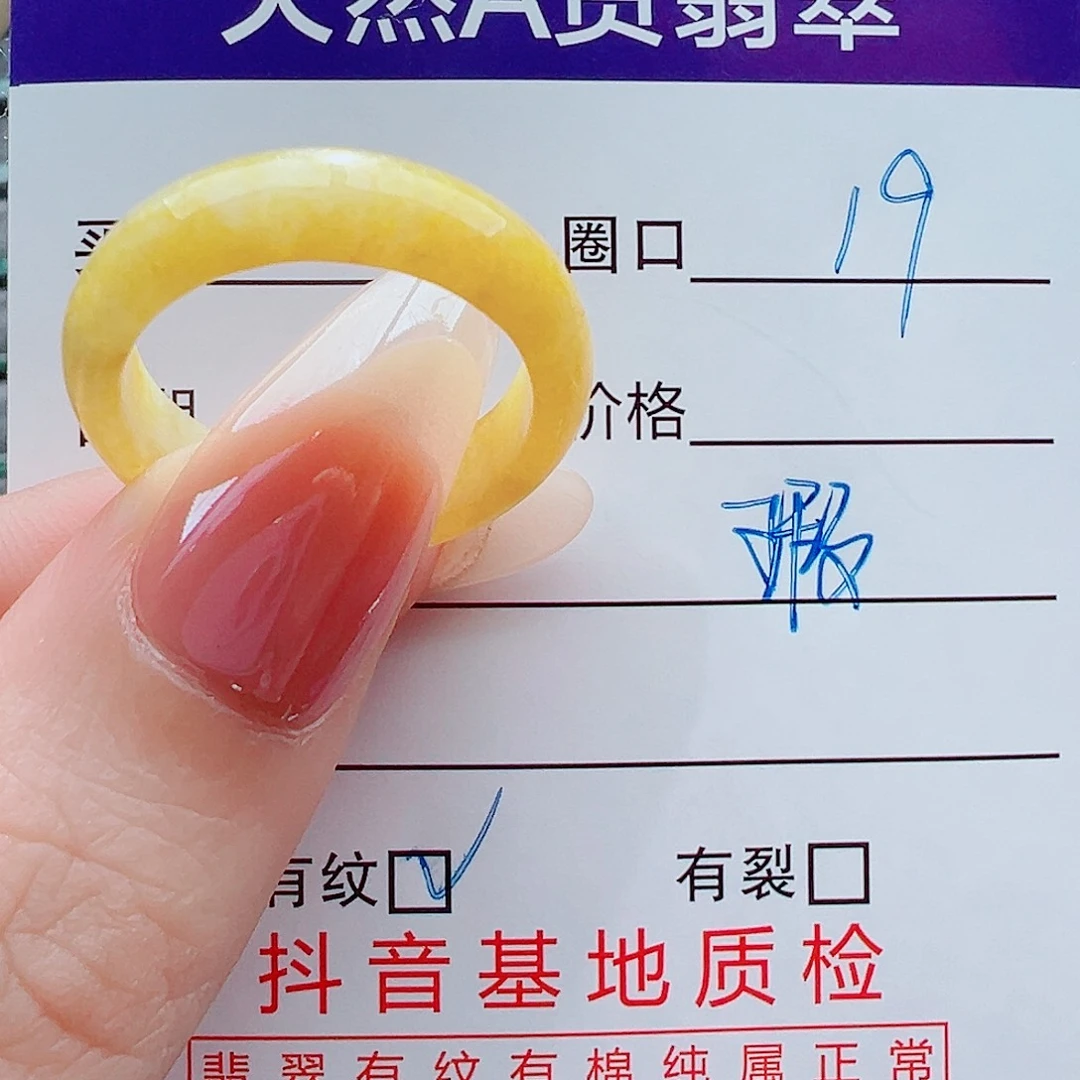 天然A货翡翠
圈口 19
价格
瑕
有纹 有裂
抖音基地质检
翡翠有纹有棉纯属正常